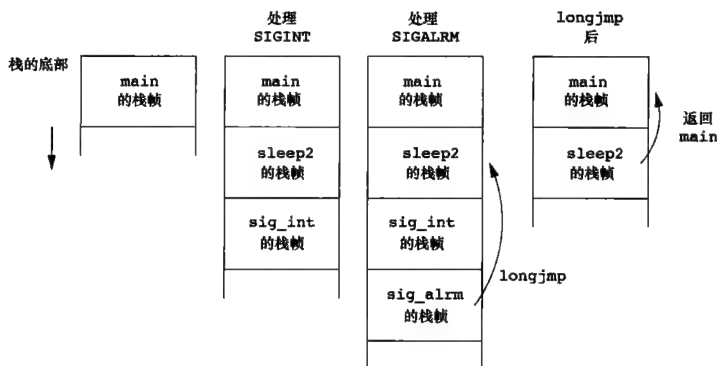 处理
SIGINT
处理
SIGALRM
longjmp
后
栈的底部
main
的栈帧
main
的栈帧
main
的栈帧
main
的栈帧
返回
main
sleep2
的栈帧
sleep2
的栈帧
sleep2
的栈帧
sig_int
的栈帧
sig_int
的栈帧
longjmp
sig_alrm
的栈帧